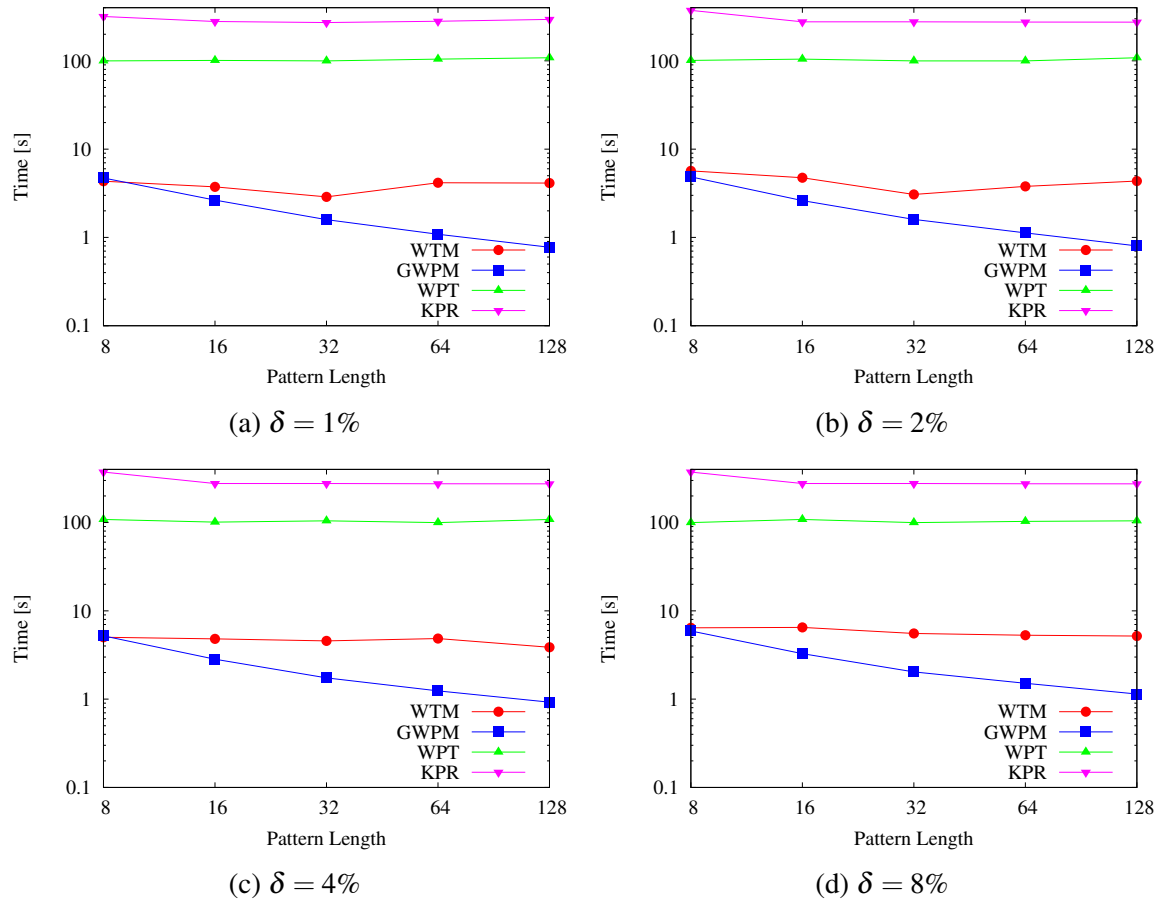 100
10
1
0.1
Time [s]
WTM
GWPM
WPT
KPR
8 16 32 64 128
Pattern Length
(a) δ = 1%
100
10
1
0.1
Time [s]
WTM
GWPM
WPT
KPR
8 16 32 64 128
Pattern Length
(b) δ = 2%
100
10
1
0.1
Time [s]
WTM
GWPM
WPT
KPR
8 16 32 64 128
Pattern Length
(c) δ = 4%
100
10
1
0.1
Time [s]
WTM
GWPM
WPT
KPR
8 16 32 64 128
Pattern Length
(d) δ = 8%